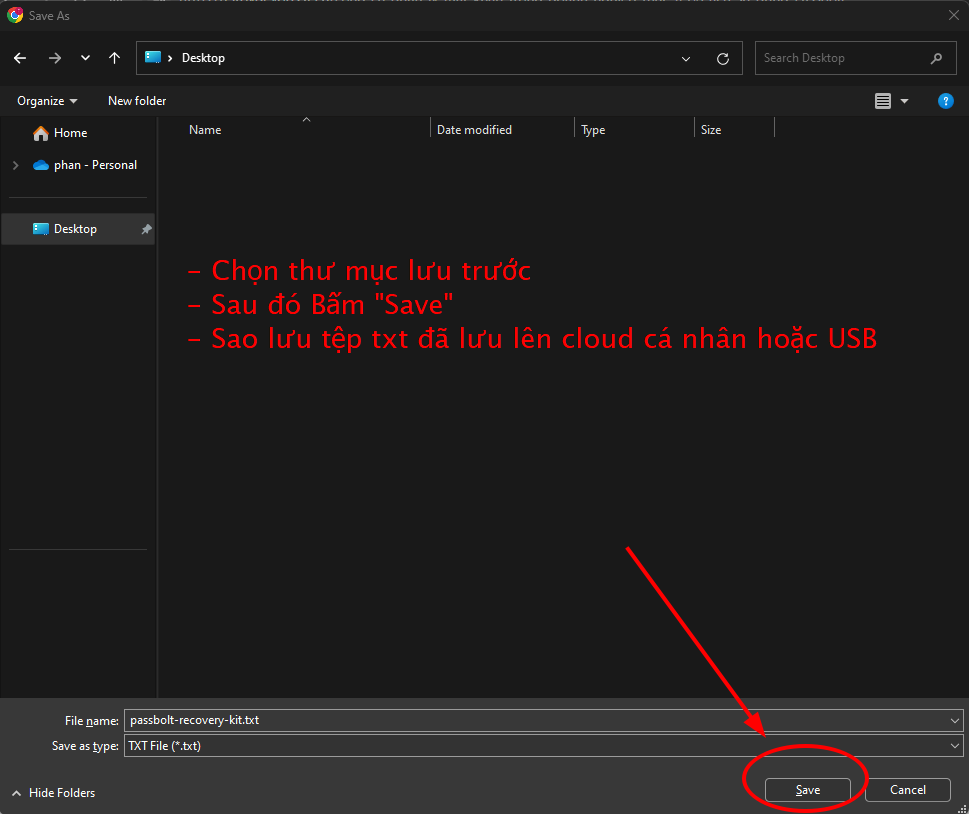 Save As
Desktop
Search Desktop
Organize
New folder
?
Home
Name
Date modified
Type
Size
phan - Personal
Desktop
- Chọn thư mục lưu trước
- Sau đó Bấm "Save"
- Sao lưu tệp txt đã lưu lên cloud cá nhân hoặc USB
File name: passbolt-recovery-kit.txt
Save as type: TXT File (*.txt)
Hide Folders
Save
Cancel